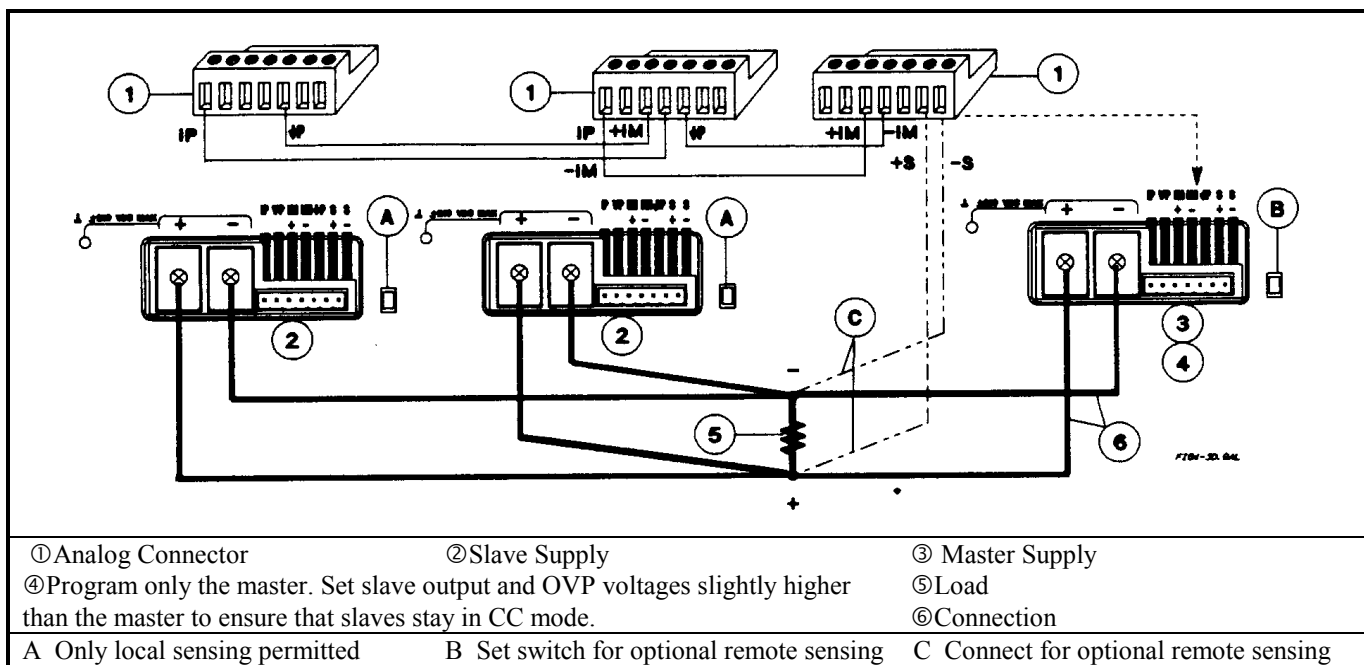 1 1 1
IP ⏚P IP +IM ⏚P +IM -IM
-IM +S -S
A A B
+ - + - + -
2 2 C 3
- 4
5 6
+
①Analog Connector ②Slave Supply ③ Master Supply
④Program only the master. Set slave output and OVP voltages slightly higher
than the master to ensure that slaves stay in CC mode.
⑤Load
⑥Connection
A Only local sensing permitted B Set switch for optional remote sensing C Connect for optional remote sensing